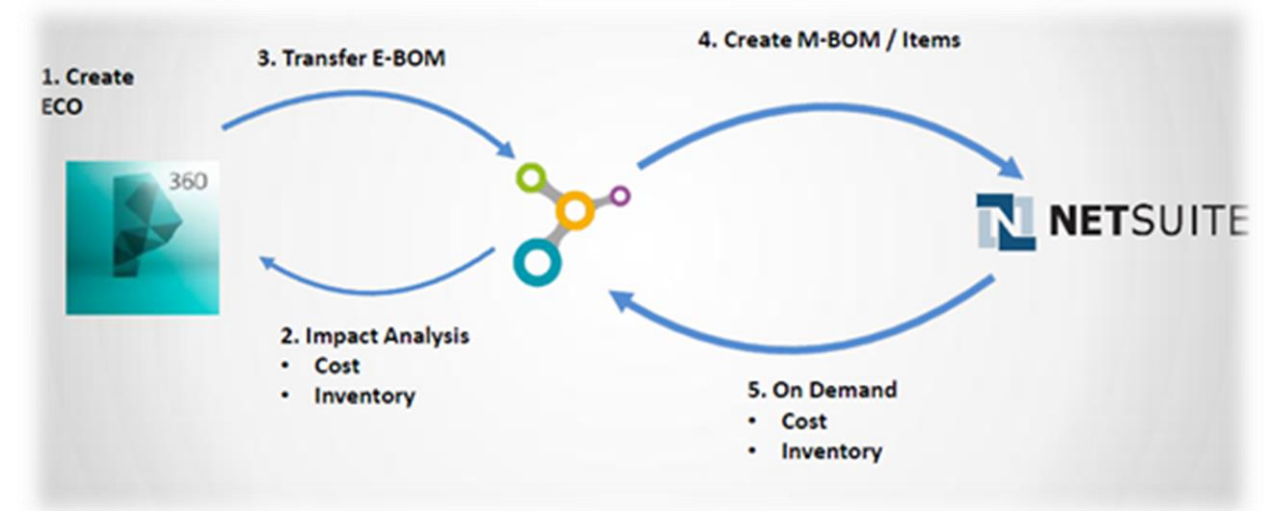 1. Create
ECO
3. Transfer E-BOM
4. Create M-BOM / Items
360
NETSUITE
2. Impact Analysis
• Cost
• Inventory
5. On Demand
• Cost
• Inventory